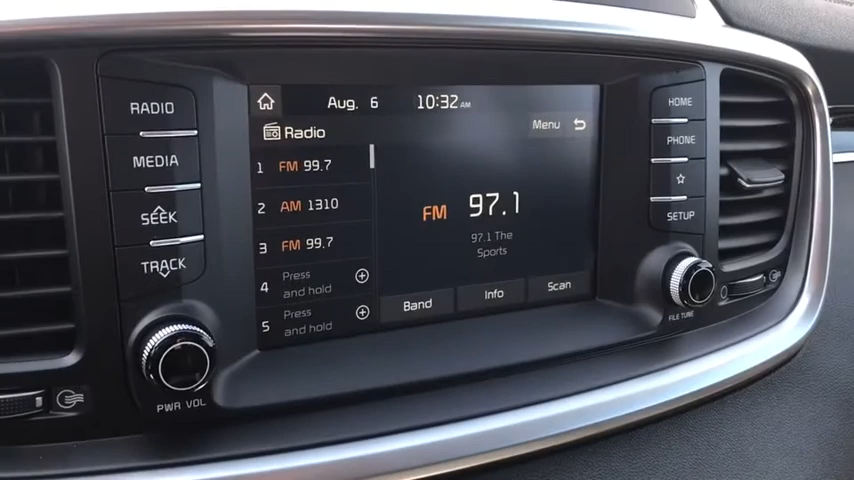 RADIO
MEDIA
SEEK
TRACK
PWR VOL
Aug. 6
10:32 AM
Radio
Menu
1 FM 99.7
2 AM 1310
3 FM 99.7
4 Press
and hold
5 Press
and hold
FM 97.1
97.1 The
Sports
Band
Info
Scan
HOME
PHONE
SETUP
FILE TUNE